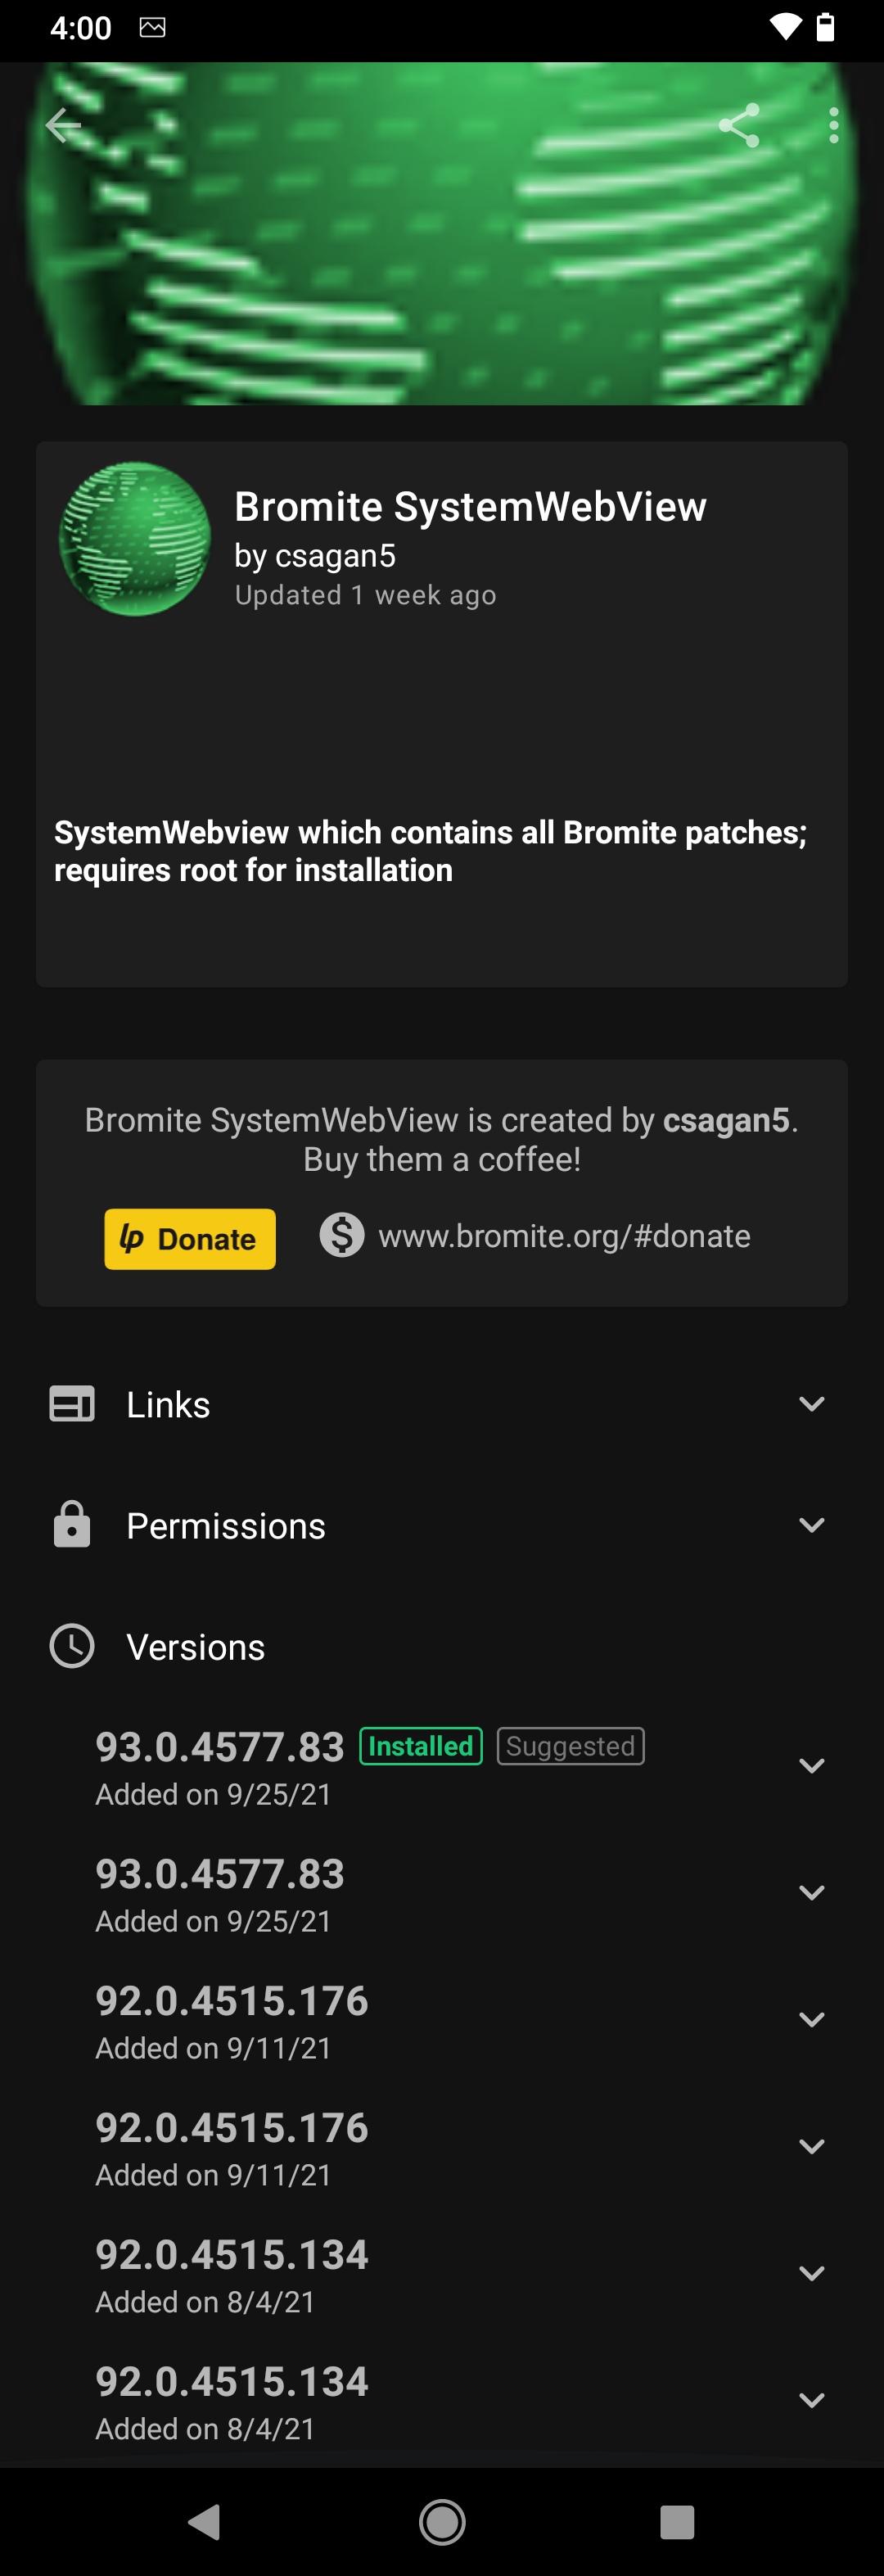 4:00
Bromite SystemWebView
by csagan5
Updated 1 week ago
SystemWebview which contains all Bromite patches;
requires root for installation
Bromite SystemWebView is created by csagan5.
Buy them a coffee!
lp Donate
www.bromite.org/#donate
Links
Permissions
Versions
93.0.4577.83 Installed Suggested
Added on 9/25/21
93.0.4577.83
Added on 9/25/21
92.0.4515.176
Added on 9/11/21
92.0.4515.176
Added on 9/11/21
92.0.4515.134
Added on 8/4/21
92.0.4515.134
Added on 8/4/21